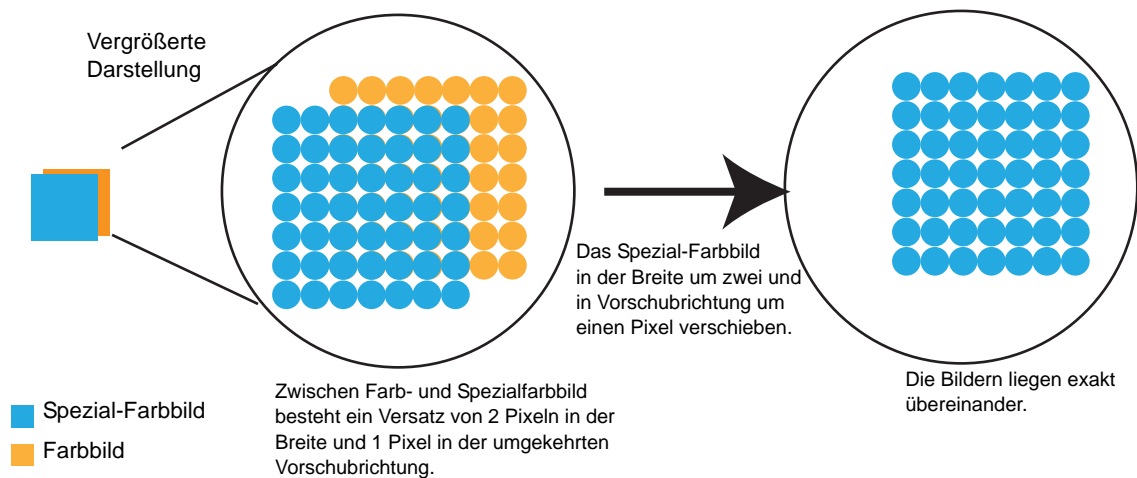 Vergrößerte
Darstellung
Das Spezial-Farbbild
in der Breite um zwei und
in Vorschubrichtung um
einen Pixel verschieben.
Zwischen Farb- und Spezialfarbbild
besteht ein Versatz von 2 Pixeln in der
Breite und 1 Pixel in der umgekehrten
Vorschubrichtung.
Die Bildern liegen exakt
übereinander.
Spezial-Farbbild
Farbbild